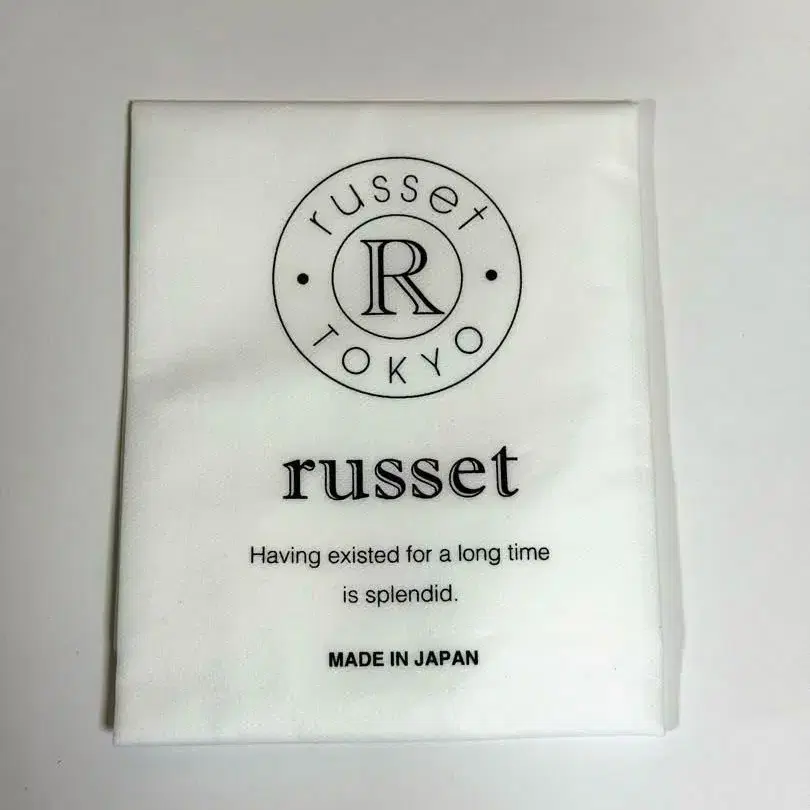 russet
R
TOKYO
russet
Having existed for a long time
is splendid.
MADE IN JAPAN